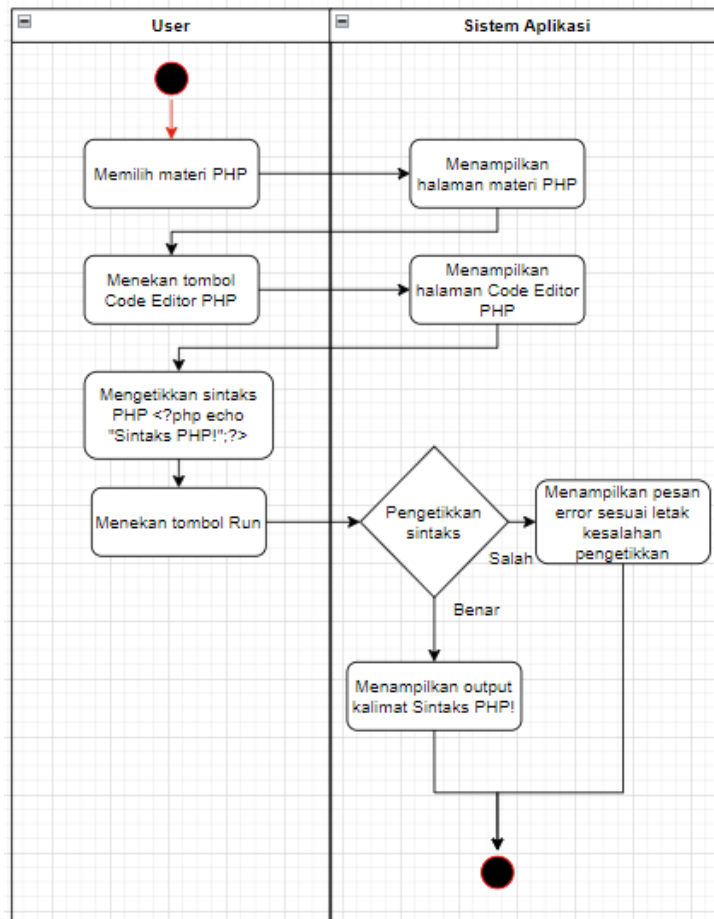 User
Sistem Aplikasi
Memilih materi PHP
Menampilkan
halaman materi PHP
Menekan tombol
Code Editor PHP
Menampilkan
halaman Code Editor
PHP
Mengetikkan sintaks
PHP <?php echo
"Sintaks PHP!";?>
Menekan tombol Run
Pengetikkan
sintaks
Salah
Menampilkan pesan
error sesuai letak
kesalahan
pengetikkan
Benar
Menampilkan output
kalimat Sintaks PHP!